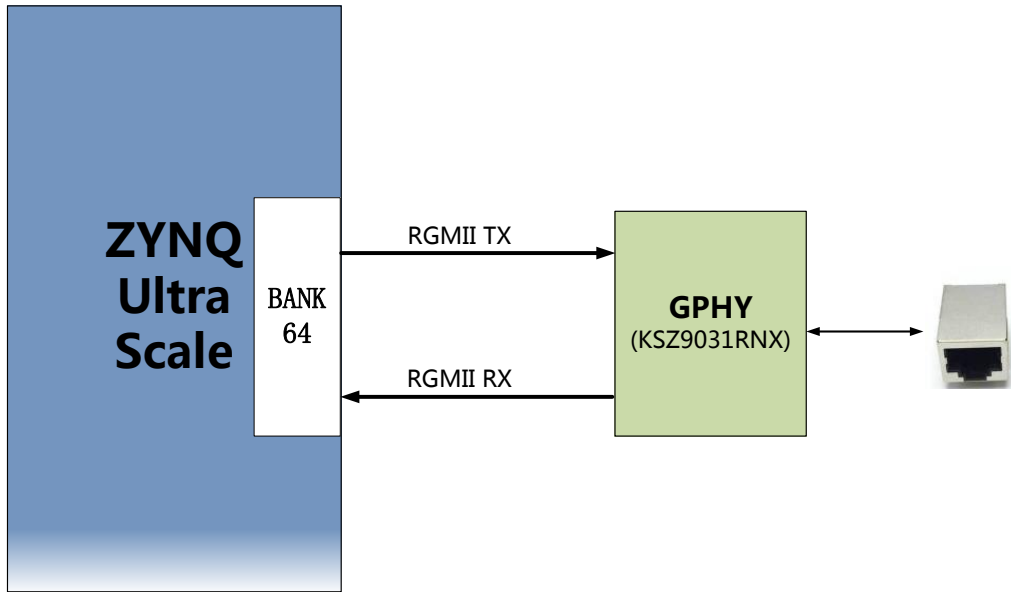 ZYNQ
Ultra
Scale
BANK
64
RGMII TX
RGMII RX
GPHY
(KSZ9031RNX)